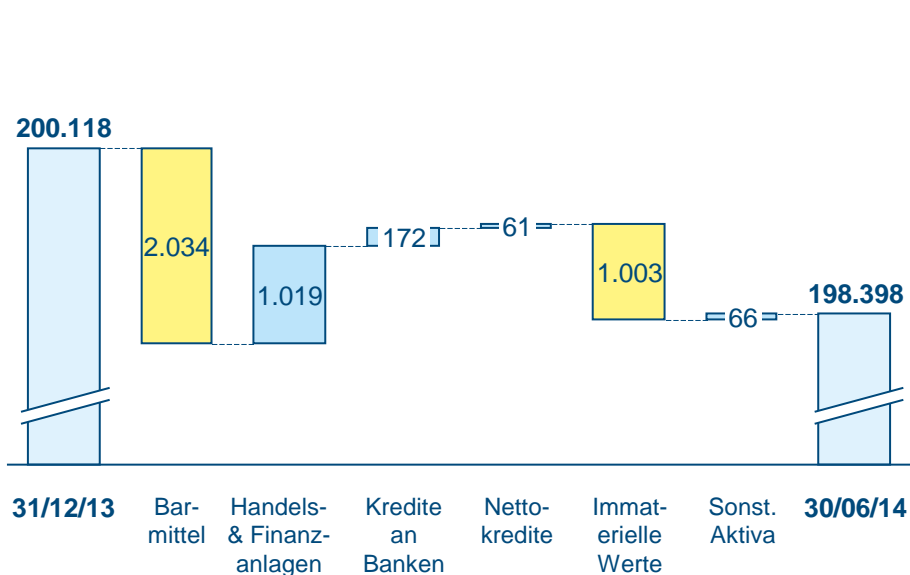 200.118
2.034
1.019
172
61
1.003
66
198.398
31/12/13
Bar-
mittel
Handels-
& Finanz-
anlagen
Kredite
an
Banken
Netto-
kredite
Immat-
erielle
Werte
Sonst.
Aktiva
30/06/14